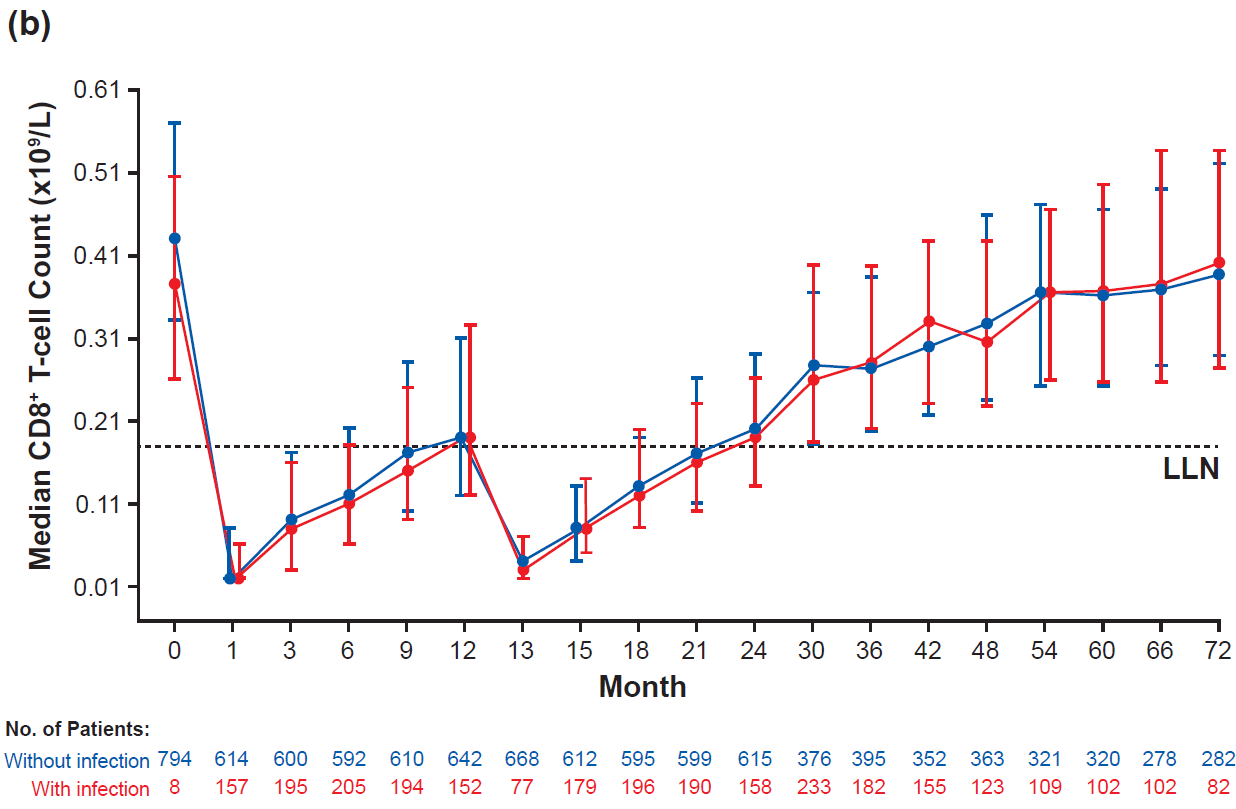 (b)
Median CD8⁺ T-cell Count (x10⁹/L)
0.61
0.51
0.41
0.31
0.21
0.11
0.01
LLN
0 1 3 6 9 12 13 15 18 21 24 30 36 42 48 54 60 66 72
Month
No. of Patients:
Without infection 794 614 600 592 610 642 668 612 595 599 615 376 395 352 363 321 320 278 282
With infection 8 157 195 205 194 152 77 179 196 190 158 233 182 155 123 109 102 102 82